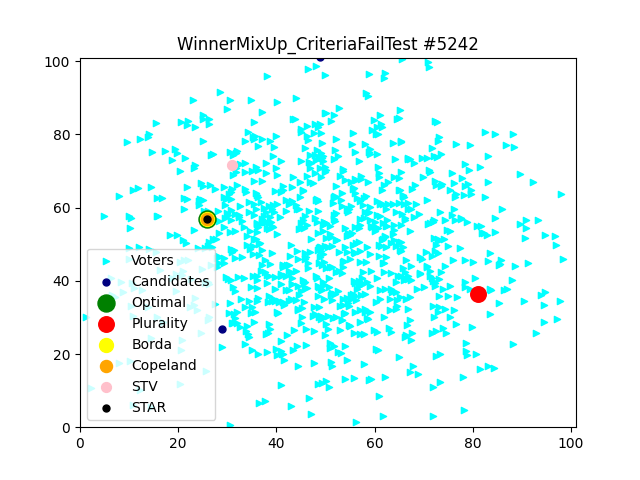 WinnerMixUp_CriteriaFailTest #5242
100
80
60
40
20
0
Voters
Candidates
Optimal
Plurality
Borda
Copeland
STV
STAR
0 20 40 60 80 100